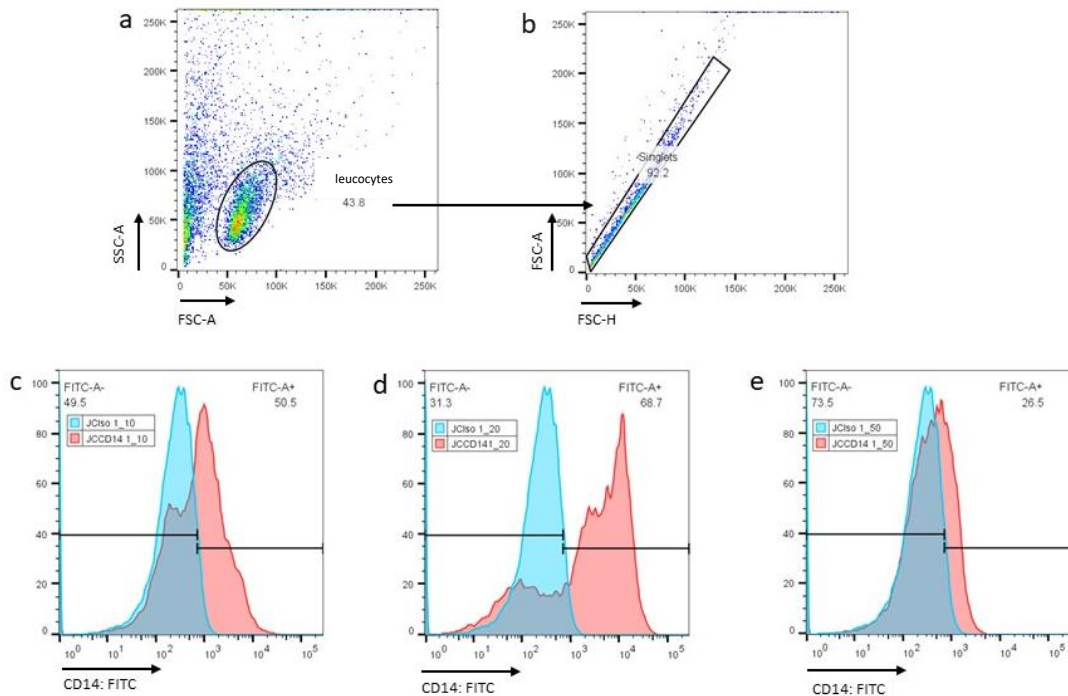 a
250K
200K
150K
100K
50K
0
SSC-A
leucocytes
43.8
0 50K 100K 150K 200K 250K
FSC-A
b
250K
200K
150K
100K
50K
0
FSC-A
Singlets
92.2
0 50K 100K 150K 200K 250K
FSC-H
c
100
80
60
40
20
0
FITC-A- FITC-A+
49.5 50.5
JCIso 1_10
JCCD14 1_10
10^0 10^1 10^2 10^3 10^4 10^5
CD14: FITC
d
100
80
60
40
20
0
FITC-A- FITC-A+
31.3 68.7
JCIso 1_20
JCCD141_20
10^0 10^1 10^2 10^3 10^4 10^5
CD14: FITC
e
100
80
60
40
20
0
FITC-A- FITC-A+
73.5 26.5
JCIso 1_50
JCCD14 1_50
10^0 10^1 10^2 10^3 10^4 10^5
CD14: FITC